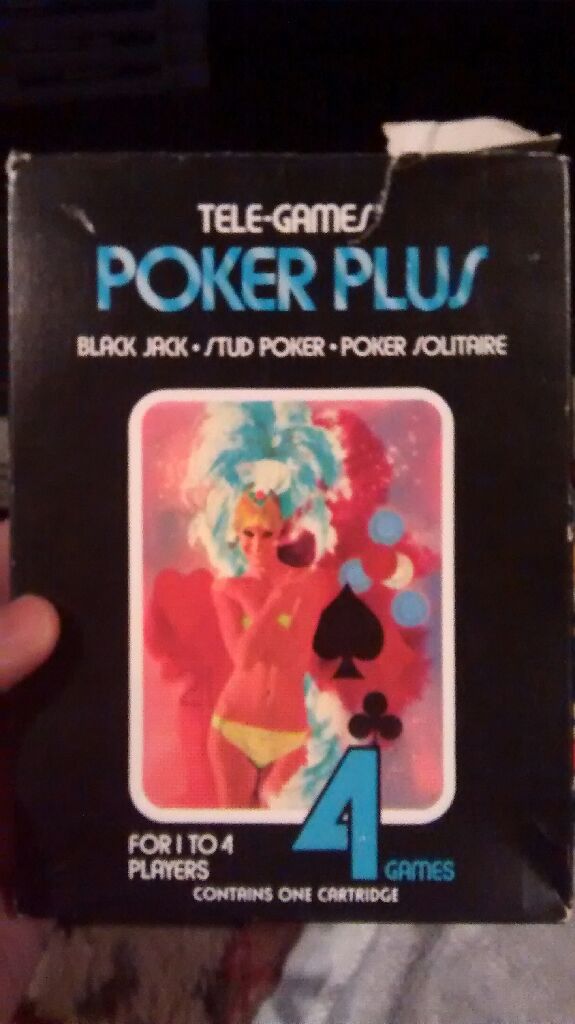 TELE-GAMES
POKER PLUS
BLACK JACK • STUD POKER • POKER SOLITAIRE
FOR 1 TO 4
PLAYERS
4 GAMES
CONTAINS ONE CARTRIDGE